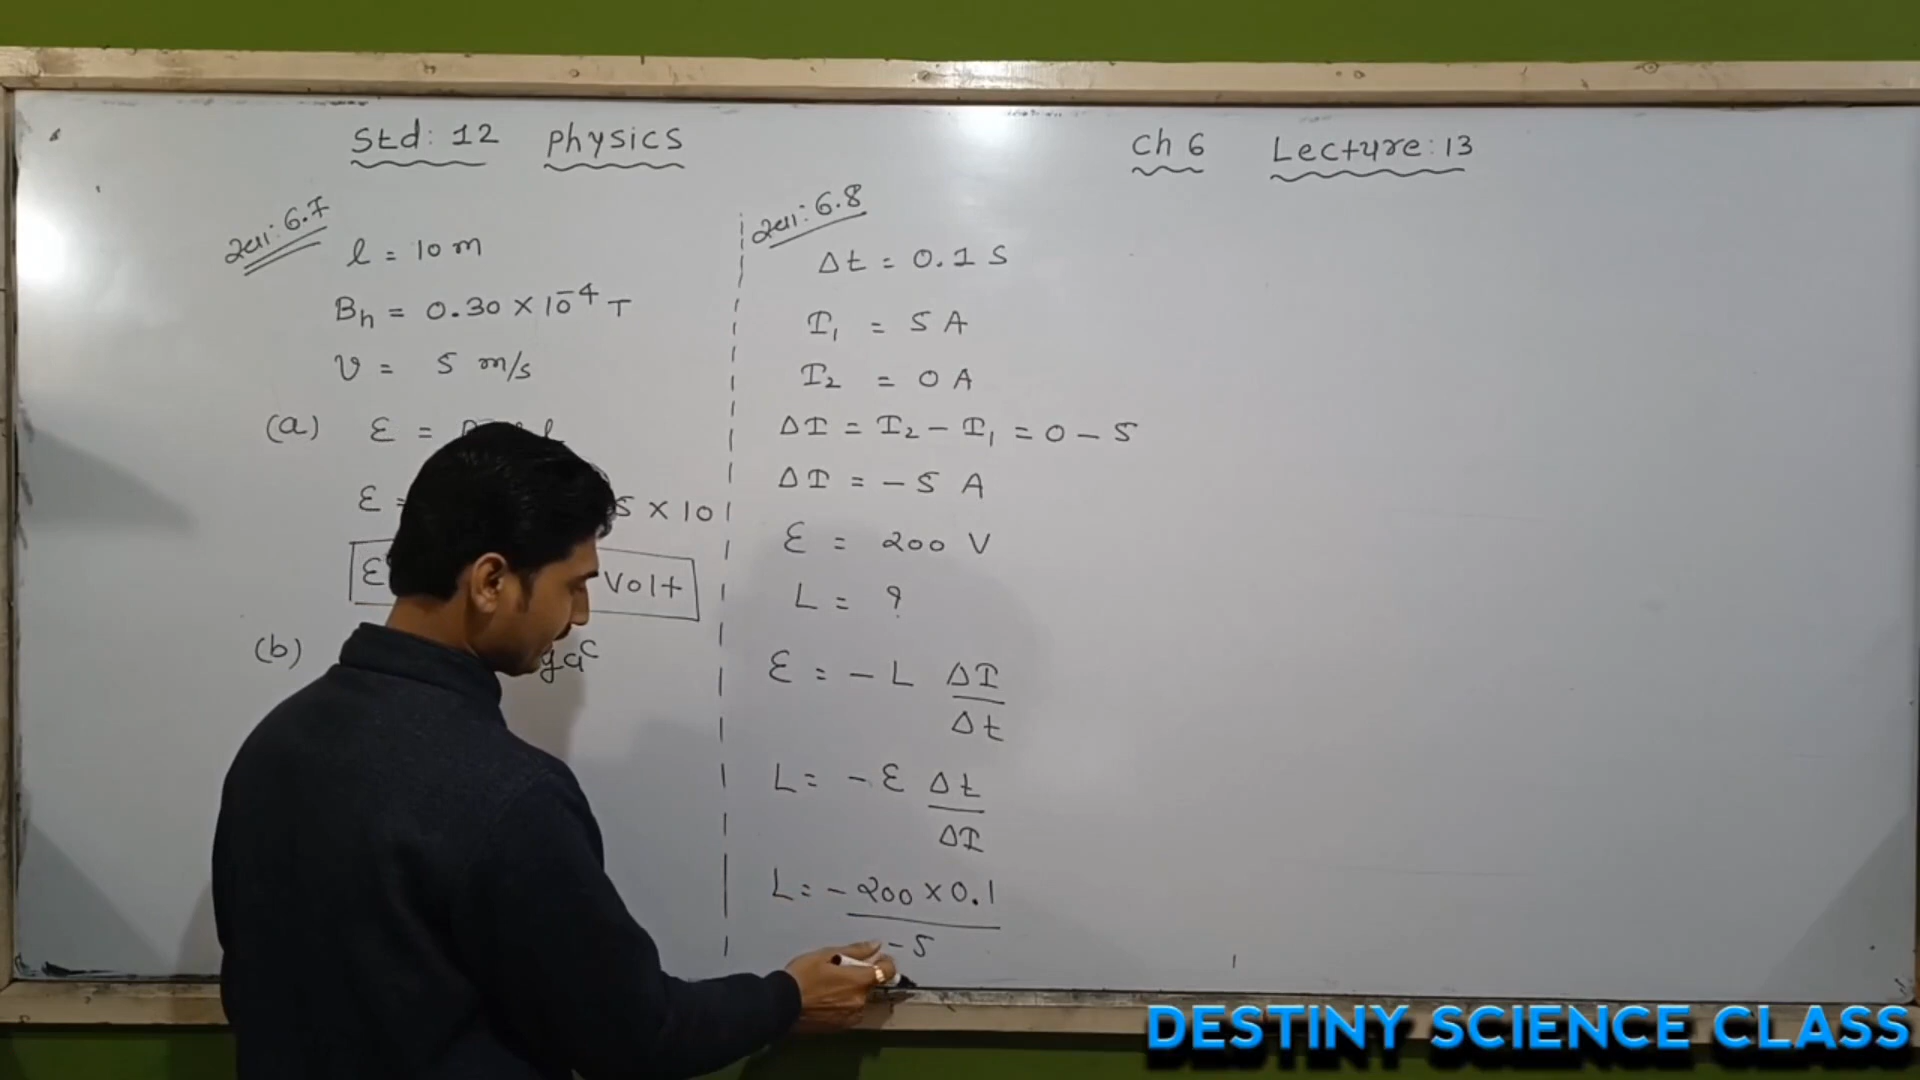 Std: 12 Physics
Ch 6 Lecture: 13
સ્વા: 6.7
l = 10 m
Bh = 0.30 × 10⁻⁴ T
v = 5 m/s
(a) ε =
ε = 5 × 10
ε Volt
(b)
સ્વા: 6.8
Δt = 0.1 S
I₁ = 5 A
I₂ = 0 A
ΔI = I₂ – I₁ = 0 – 5
ΔI = – 5 A
ε = 200 V
L = ?
ε = – L ΔI
Δt
L = – ε Δt
ΔI
L = – 200 × 0.1
– 5
DESTINY SCIENCE CLASS